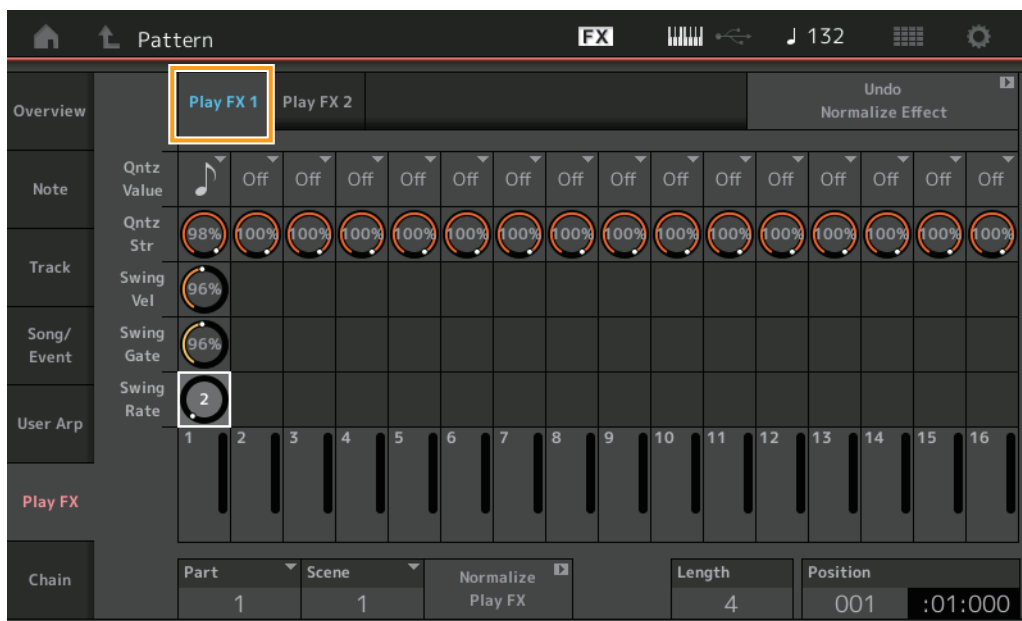 Pattern FX 132
Overview
Note
Track
Song/
Event
User Arp
Play FX
Chain
Play FX 1 Play FX 2
Undo
Normalize Effect
Qntz
Value
Off Off Off Off Off Off Off Off Off Off Off Off Off Off Off
Qntz
Str
98% 100% 100% 100% 100% 100% 100% 100% 100% 100% 100% 100% 100% 100% 100% 100%
Swing
Vel
96%
Swing
Gate
96%
Swing
Rate
2
1 2 3 4 5 6 7 8 9 10 11 12 13 14 15 16
Part
1
Scene
1
Normalize
Play FX
Length
4
Position
001 :01:000